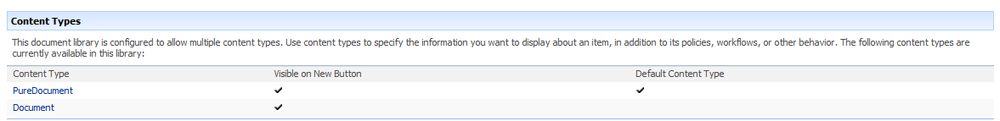 Content Types
This document library is configured to allow multiple content types. Use content types to specify the information you want to display about an item, in addition to its policies, workflows, or other behavior. The following content types are
currently available in this library:
Content Type Visible on New Button Default Content Type
PureDocument ✔ ✔
Document ✔